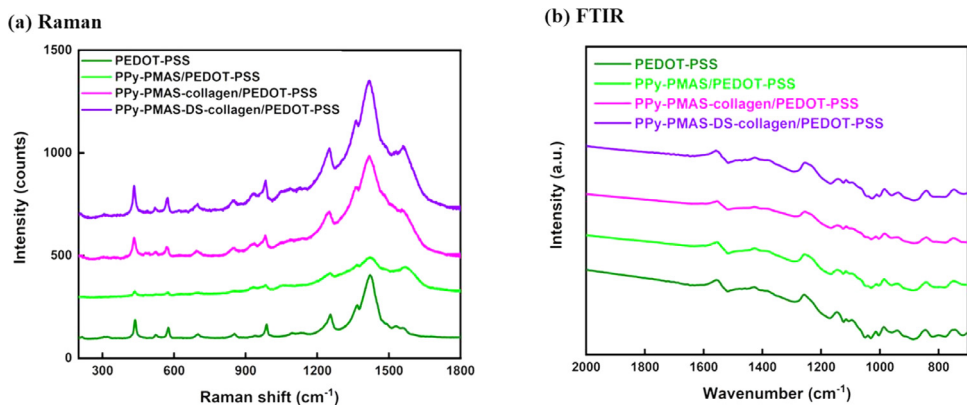 (a) Raman
1500
1000
500
0
Intensity (counts)
PEDOT-PSS
PPy-PMAS/PEDOT-PSS
PPy-PMAS-collagen/PEDOT-PSS
PPy-PMAS-DS-collagen/PEDOT-PSS
300 600 900 1200 1500 1800
Raman shift (cm⁻¹)
(b) FTIR
Intensity (a.u.)
PEDOT-PSS
PPy-PMAS/PEDOT-PSS
PPy-PMAS-collagen/PEDOT-PSS
PPy-PMAS-DS-collagen/PEDOT-PSS
2000 1800 1600 1400 1200 1000 800
Wavenumber (cm⁻¹)